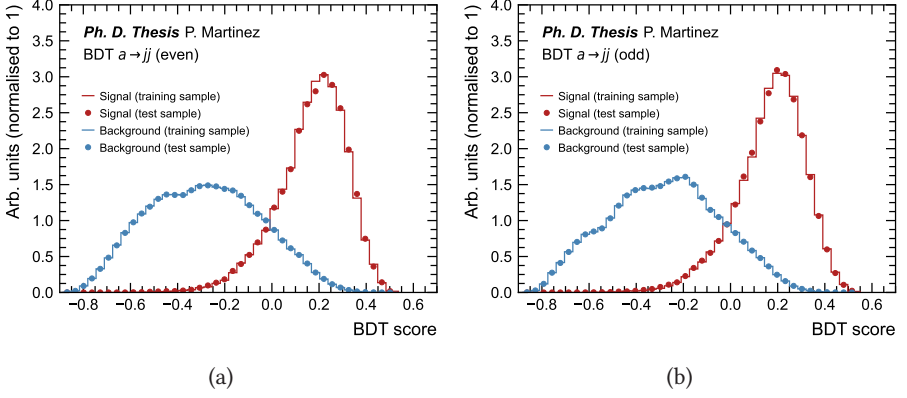 Arb. units (normalised to 1)
4.0
3.5
3.0
2.5
2.0
1.5
1.0
0.5
0.0
Ph. D. Thesis P. Martinez
BDT a→jj (even)
Signal (training sample)
Signal (test sample)
Background (training sample)
Background (test sample)
−0.8 −0.6 −0.4 −0.2 0.0 0.2 0.4 0.6
BDT score
(a)
Arb. units (normalised to 1)
4.0
3.5
3.0
2.5
2.0
1.5
1.0
0.5
0.0
Ph. D. Thesis P. Martinez
BDT a→jj (odd)
Signal (training sample)
Signal (test sample)
Background (training sample)
Background (test sample)
−0.8 −0.6 −0.4 −0.2 0.0 0.2 0.4 0.6
BDT score
(b)